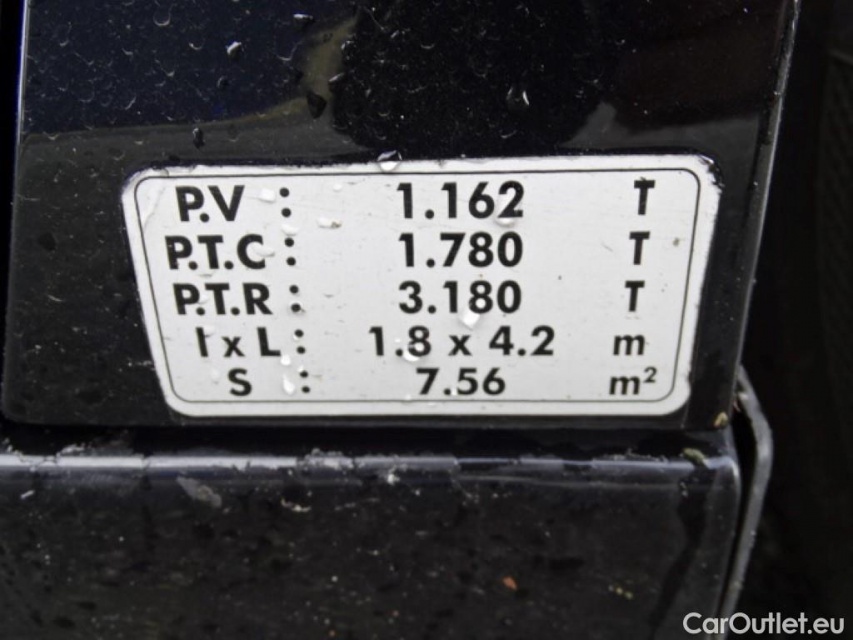 P.V : 1.162 T
P.T.C : 1.780 T
P.T.R : 3.180 T
l x L : 1.8 x 4.2 m
S : 7.56 m²
CarOutlet.eu